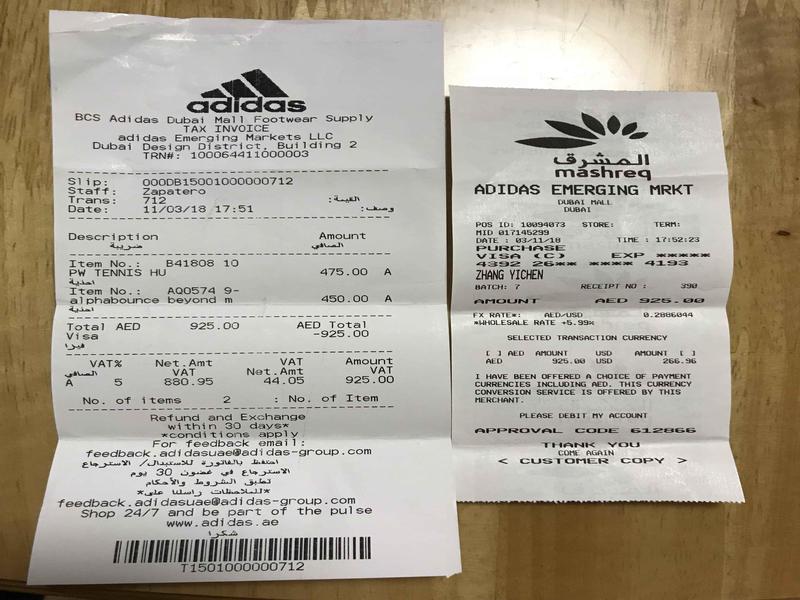 adidas
BCS Adidas Dubai Mall Footwear Supply
TAX INVOICE
adidas Emerging Markets LLC
Dubai Design District, Building 2
TRN#: 100064411000003
Slip: 000DB15001000000712
Staff: Zapatero
Trans: 712 القيمة:
Date: 11/03/18 17:51 وصف:
Description Amount
ضريبة الصافي
Item No.: B41808 10
PW TENNIS HU 475.00 A
احذية
Item No.: AQ0574 9-
alphabounce beyond m 450.00 A
احذية
Total AED 925.00 AED Total
Visa -925.00
فيزا
VAT% Net.Amt VAT Amount
الصافي VAT Net.Amt VAT
A 5 880.95 44.05 925.00
No. of items 2 : No. of Item
Refund and Exchange
within 30 days*
*conditions apply
For feedback email:
feedback.adidasuae@adidas-group.com
احتفظ بالفاتورة للاستبدال/ الاسترجاع
الاسترجاع في غضون 30 يوم
تطبق الشروط والأحكام
*للملاحظات راسلنا على*
feedback.adidasuae@adidas-group.com
Shop 24/7 and be part of the pulse
www.adidas.ae
شكرا
T1501000000712
المشرق
mashreq
ADIDAS EMERGING MRKT
DUBAI MALL
DUBAI
POS ID: 10094073 STORE: TERM:
MID 017145299
DATE : 03/11/18 TIME : 17:52:23
PURCHASE
VISA (C) EXP *****
4392 26** **** 4193
ZHANG YICHEN
BATCH: 7 RECEIPT NO : 390
AMOUNT AED 925.00
FX RATE*: AED/USD 0.2886044
*WHOLESALE RATE +5.99%
SELECTED TRANSACTION CURRENCY
[ ] AED AMOUNT USD AMOUNT [ ]
AED 925.00 USD 266.96
I HAVE BEEN OFFERED A CHOICE OF PAYMENT
CURRENCIES INCLUDING AED. THIS CURRENCY
CONVERSION SERVICE IS OFFERED BY THIS
MERCHANT.
PLEASE DEBIT MY ACCOUNT
APPROVAL CODE 612866
THANK YOU
COME AGAIN
< CUSTOMER COPY >